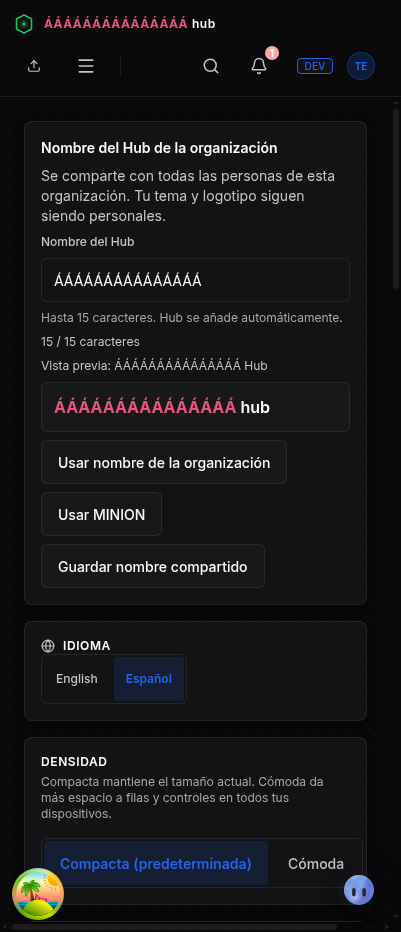 ÁÁÁÁÁÁÁÁÁÁÁÁÁÁÁ hub
1
DEV
TE
Nombre del Hub de la organización
Se comparte con todas las personas de esta
organización. Tu tema y logotipo siguen
siendo personales.
Nombre del Hub
ÁÁÁÁÁÁÁÁÁÁÁÁÁÁÁ
Hasta 15 caracteres. Hub se añade automáticamente.
15 / 15 caracteres
Vista previa: ÁÁÁÁÁÁÁÁÁÁÁÁÁÁÁ Hub
ÁÁÁÁÁÁÁÁÁÁÁÁÁÁÁ hub
Usar nombre de la organización
Usar MINION
Guardar nombre compartido
IDIOMA
English Español
DENSIDAD
Compacta mantiene el tamaño actual. Cómoda da
más espacio a filas y controles en todos tus
dispositivos.
Compacta (predeterminada) Cómoda